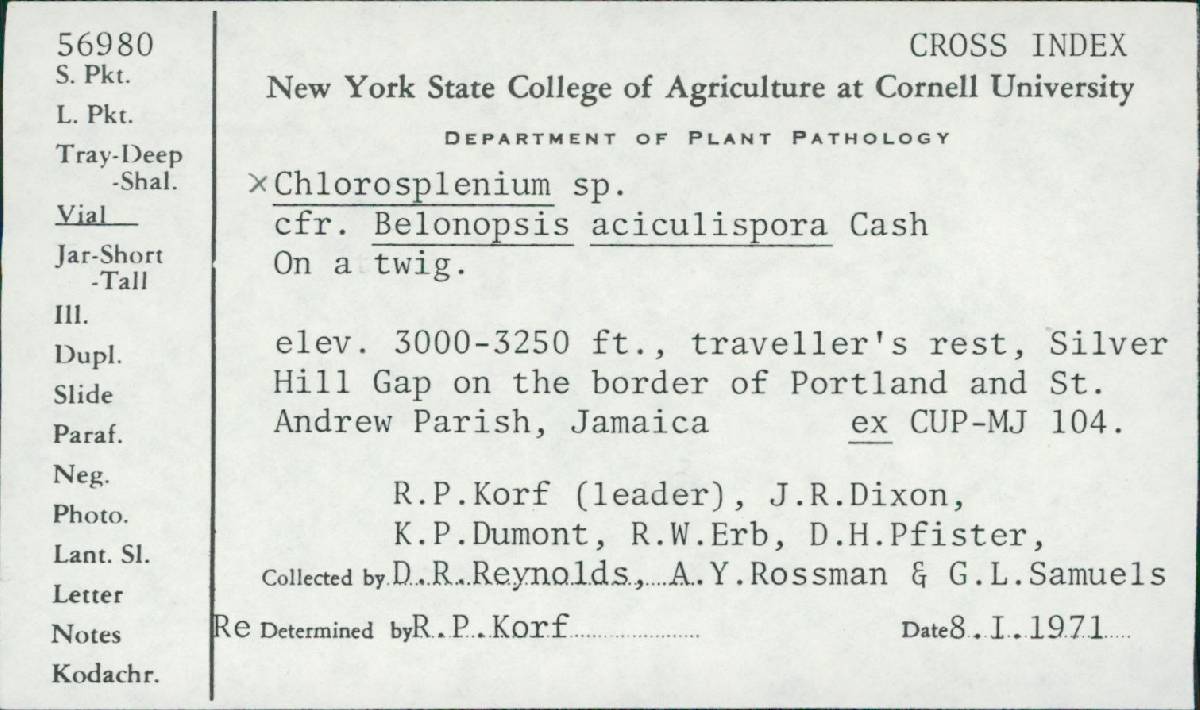 56980
S. Pkt.
L. Pkt.
Tray-Deep
-Shal.
Vial
Jar-Short
-Tall
Ill.
Dupl.
Slide
Paraf.
Neg.
Photo.
Lant. Sl.
Letter
Notes
Kodachr.
CROSS INDEX
New York State College of Agriculture at Cornell University
DEPARTMENT OF PLANT PATHOLOGY
×Chlorosplenium sp.
cfr. Belonopsis aciculispora Cash
On a twig.
elev. 3000-3250 ft., traveller's rest, Silver
Hill Gap on the border of Portland and St.
Andrew Parish, Jamaica ex CUP-MJ 104.
R.P.Korf (leader), J.R.Dixon,
K.P.Dumont, R.W.Erb, D.H.Pfister,
Collected by D.R.Reynolds, A.Y.Rossman & G.L.Samuels
Re Determined by R.P.Korf Date 8.I.1971